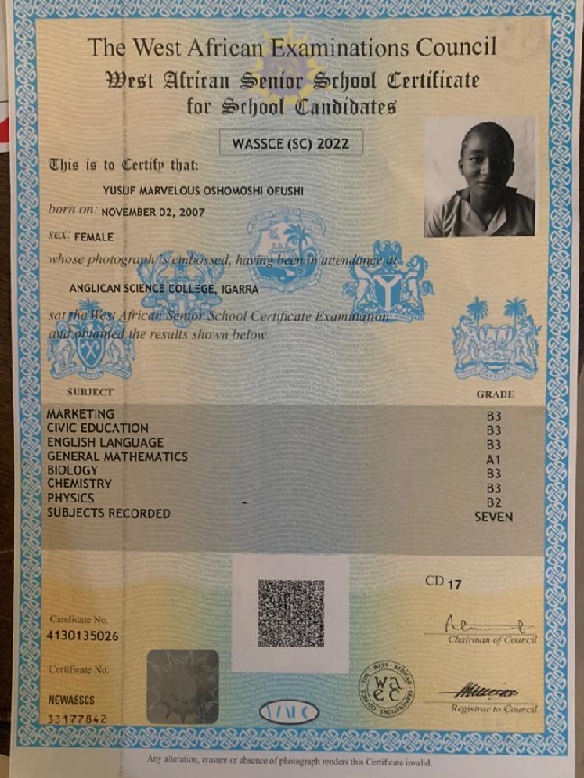 The West African Examinations Council
West African Senior School Certificate
for School Candidates
WASSCE (SC) 2022
This is to Certify that:
YUSUF MARVELOUS OSHOMOSHI OFUSHI
born on: NOVEMBER 02, 2007
sex: FEMALE
whose photograph is embossed, having been in attendance at
ANGLICAN SCIENCE COLLEGE, IGARRA
sat the West African Senior School Certificate Examination
and obtained the results shown below.
SUBJECT GRADE
MARKETING B3
CIVIC EDUCATION B3
ENGLISH LANGUAGE B3
GENERAL MATHEMATICS A1
BIOLOGY B3
CHEMISTRY B3
PHYSICS B2
SUBJECTS RECORDED SEVEN
CD 17
Candidate No.
4130135026
Chairman of Council
Certificate No.
NGWASSCS
33177842
Registrar to Council
Any alteration, erasure or absence of photograph renders this Certificate invalid.